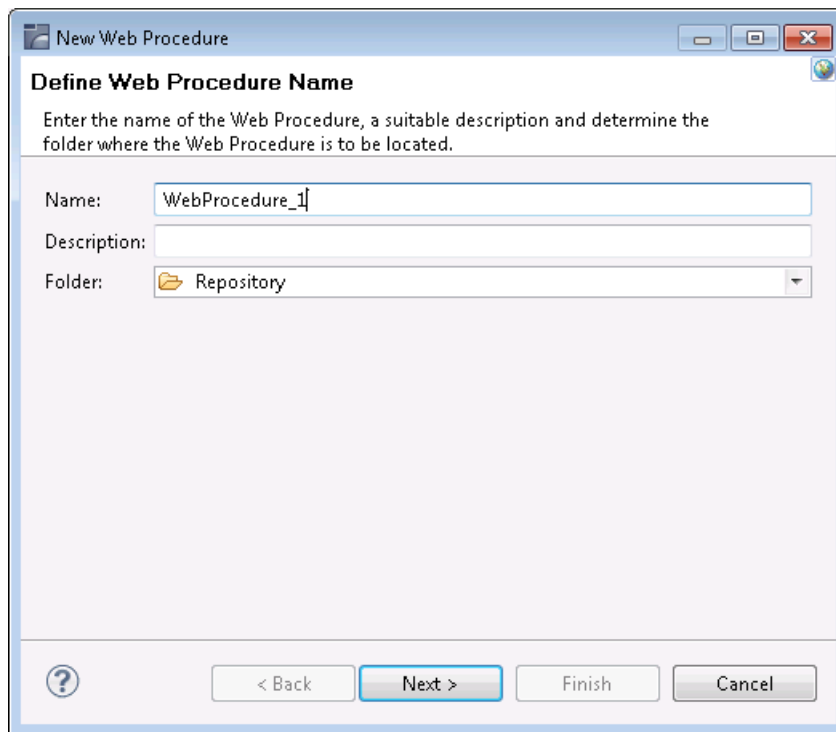 New Web Procedure
Define Web Procedure Name
Enter the name of the Web Procedure, a suitable description and determine the
folder where the Web Procedure is to be located.
Name: WebProcedure_1
Description:
Folder: Repository
? < Back Next > Finish Cancel